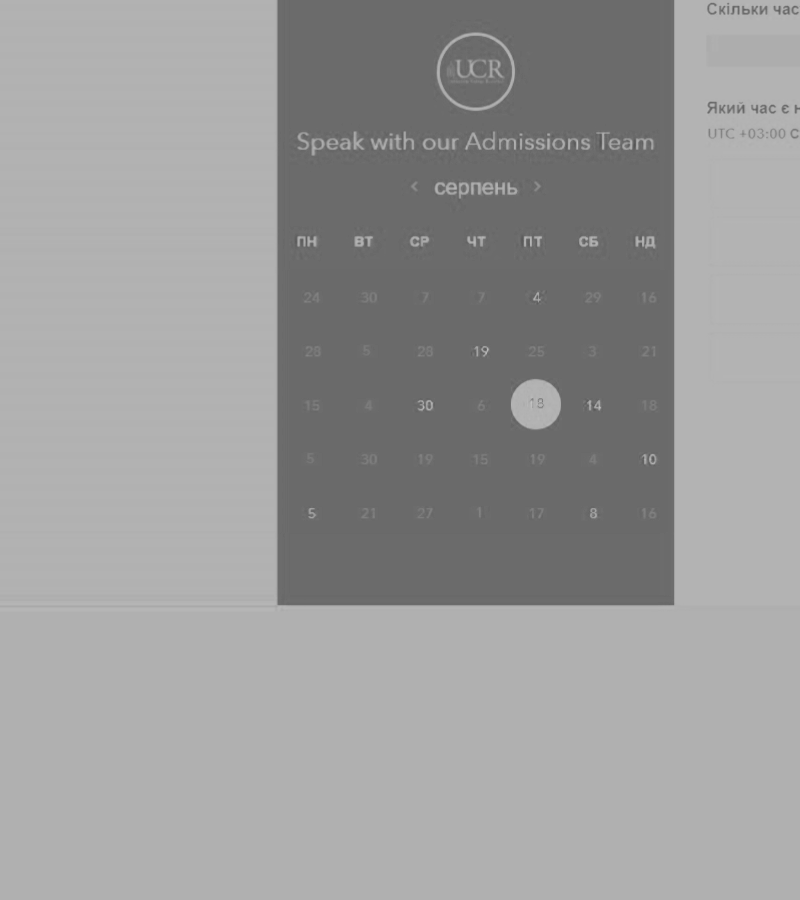 Скільки час
UCR
Який час є н
Speak with our Admissions Team
UTC +03:00 С
‹ серпень ›
ПН ВТ СР ЧТ ПТ СБ НД
24 30 7 7 4 29 16
28 5 28 19 25 3 21
15 4 30 6 18 14 18
5 30 19 15 19 4 10
5 21 27 1 17 8 16